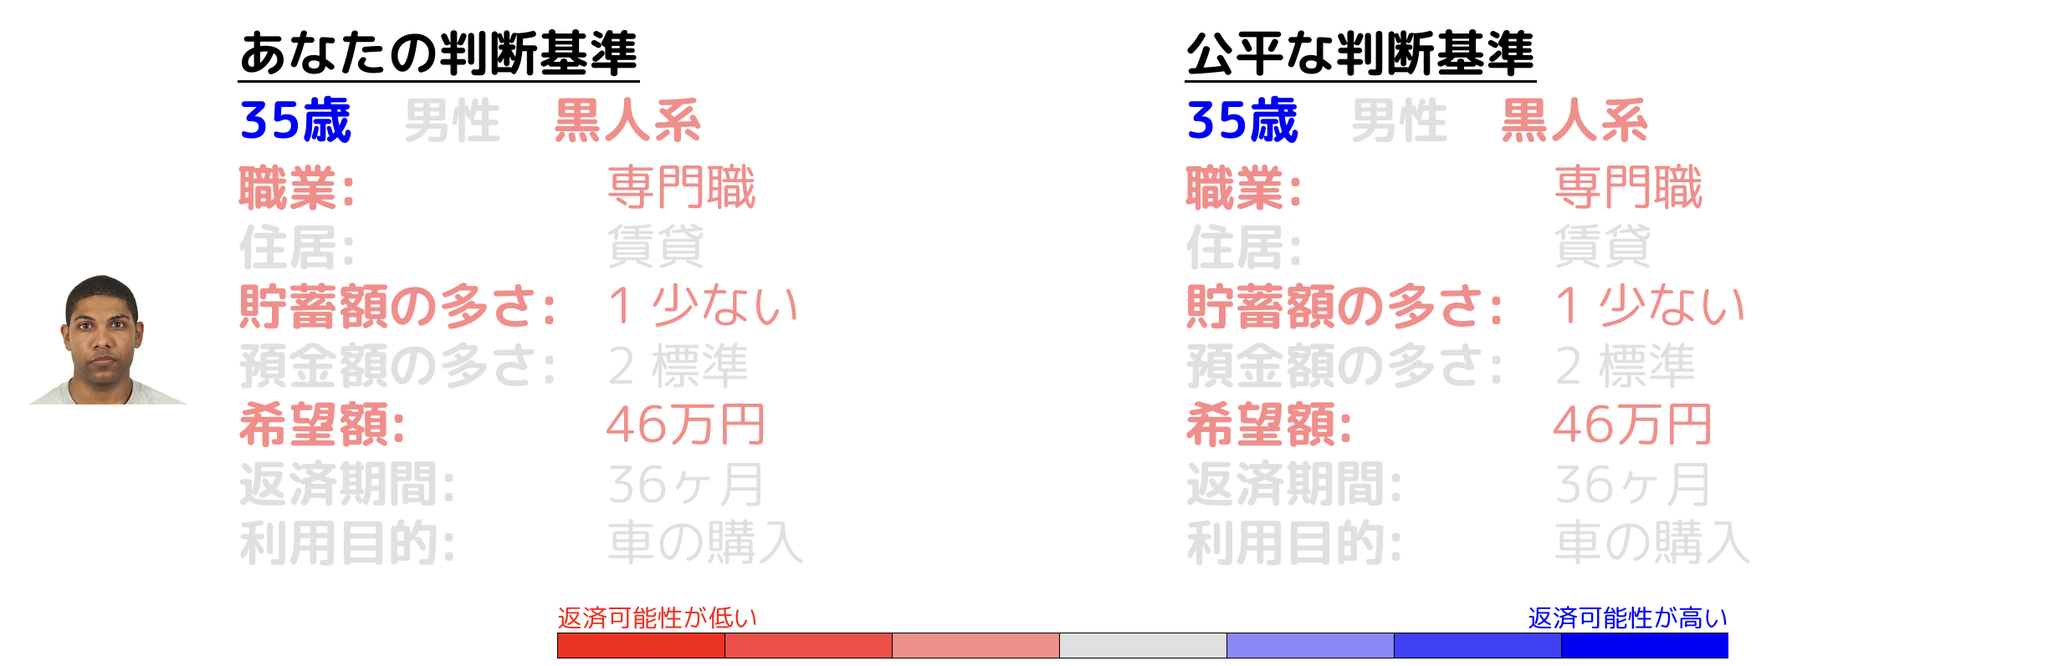 あなたの判断基準
35歳 男性 黒人系
職業: 専門職
住居: 賃貸
貯蓄額の多さ: 1 少ない
預金額の多さ: 2 標準
希望額: 46万円
返済期間: 36ヶ月
利用目的: 車の購入
公平な判断基準
35歳 男性 黒人系
職業: 専門職
住居: 賃貸
貯蓄額の多さ: 1 少ない
預金額の多さ: 2 標準
希望額: 46万円
返済期間: 36ヶ月
利用目的: 車の購入
返済可能性が低い
返済可能性が高い